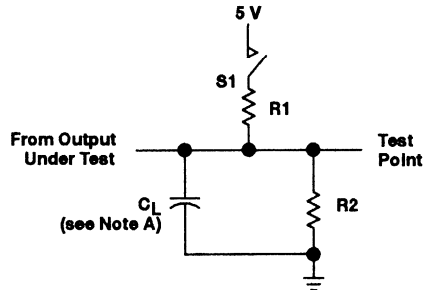 5 V
S1
R1
From Output
Under Test
Test
Point
CL
(see Note A)
R2